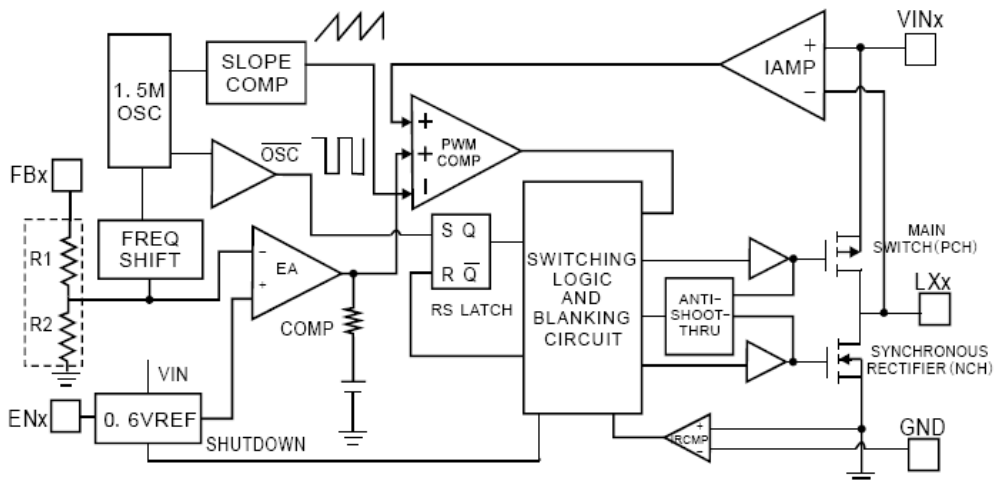 VINx
IAMP
+
−
SLOPE
COMP
1.5M
OSC
+
+
−
PWM
COMP
OSC
FBx
FREQ
SHIFT
R1
R2
−
+
EA
COMP
S Q
R Q
RS LATCH
SWITCHING
LOGIC
AND
BLANKING
CIRCUIT
ANTI-
SHOOT-
THRU
MAIN
SWITCH(PCH)
LXx
SYNCHRONOUS
RECTIFIER(NCH)
VIN
ENx
0.6VREF
SHUTDOWN
+
−
IRCMP
GND